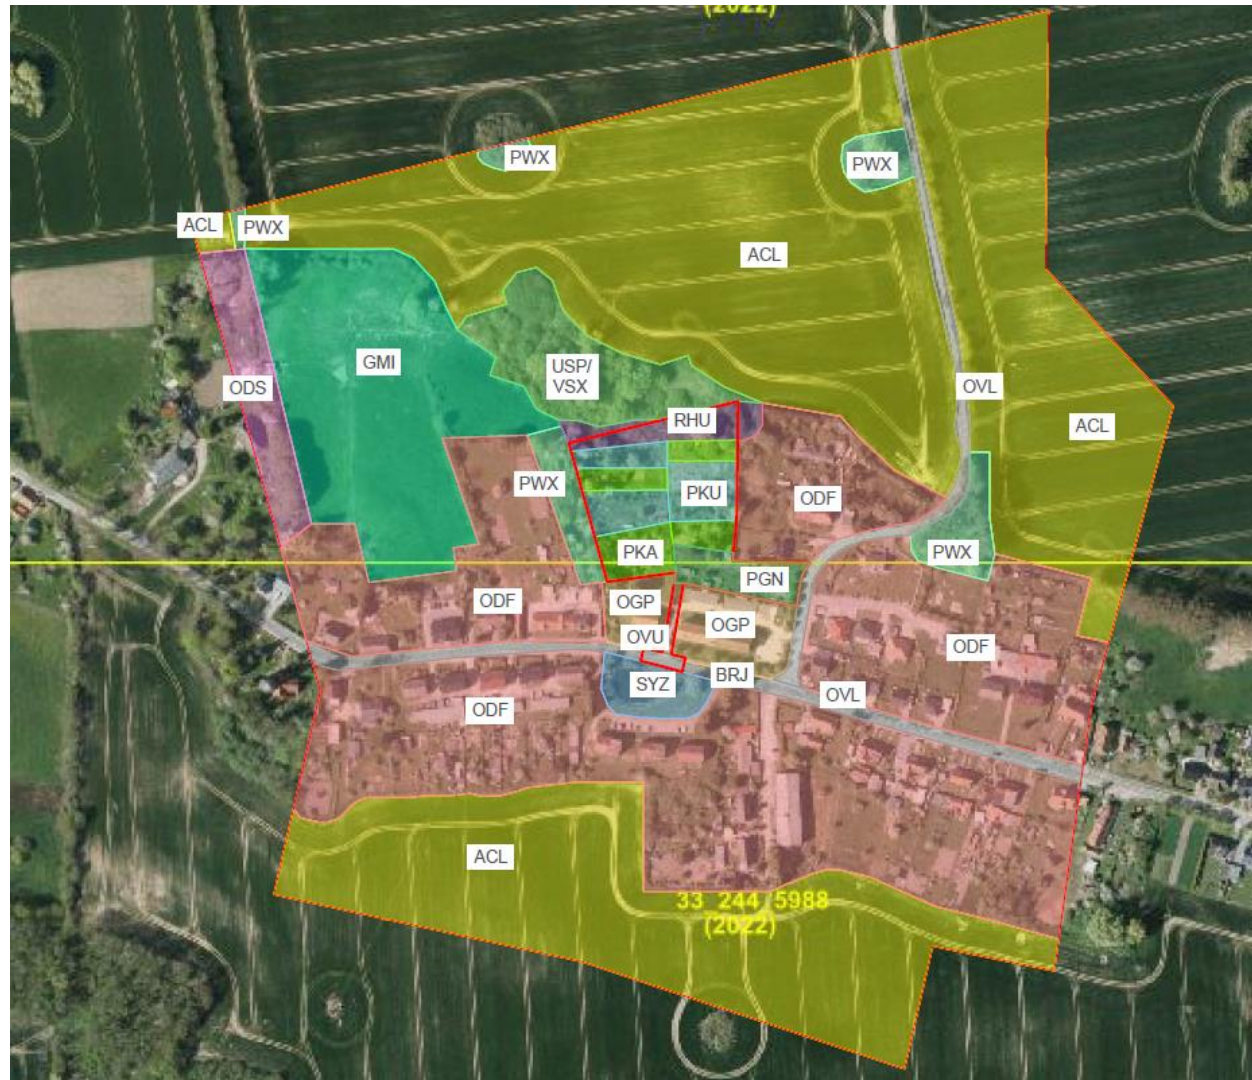 (2022)
PWX
PWX
ACL
PWX
ACL
GMI
USP/
VSX
ODS
OVL
RHU
ACL
PWX
PKU
ODF
PKA
PWX
PGN
ODF
OGP
OGP
OVU
ODF
BRJ
SYZ
OVL
ODF
ACL
33 244 5988
(2022)